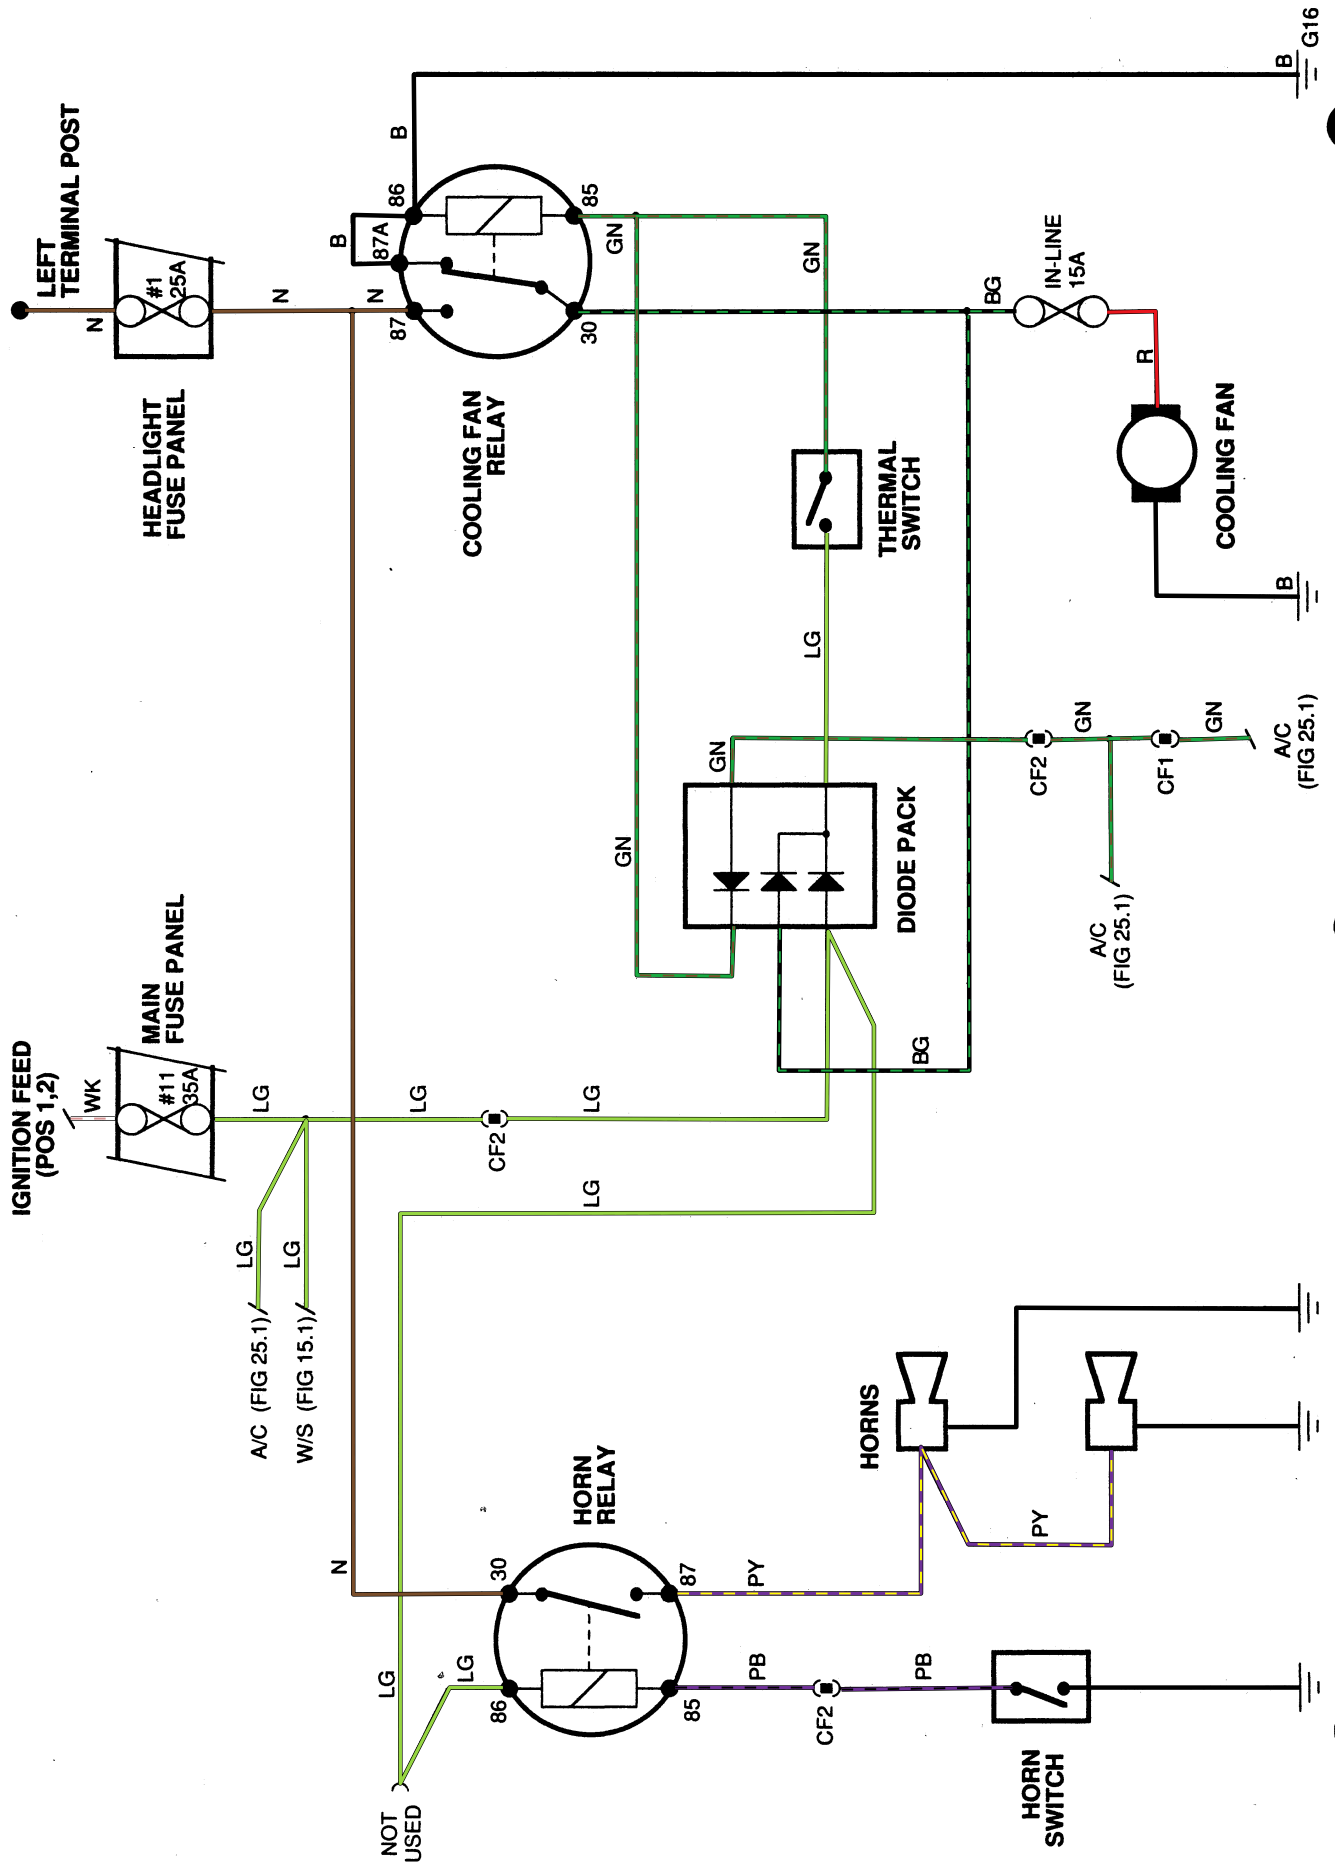 IGNITION FEED
(POS 1,2)
WK
MAIN
FUSE PANEL
#11
35A
LG
LG
LG
CF2
LG
LG
A/C (FIG 25.1)
W/S (FIG 15.1)
LEFT
TERMINAL POST
N
HEADLIGHT
FUSE PANEL
#1
25A
N
N
N
B
B
87A
86
87
85
30
COOLING FAN
RELAY
GN
GN
GN
BG
IN-LINE
15A
R
COOLING FAN
B
B
G16
THERMAL
SWITCH
LG
GN
DIODE PACK
BG
CF2
GN
CF1
GN
A/C
(FIG 25.1)
A/C
(FIG 25.1)
LG
LG
LG
NOT
USED
HORN
RELAY
30
86
87
85
PY
PY
HORNS
PB
CF2
PB
HORN
SWITCH